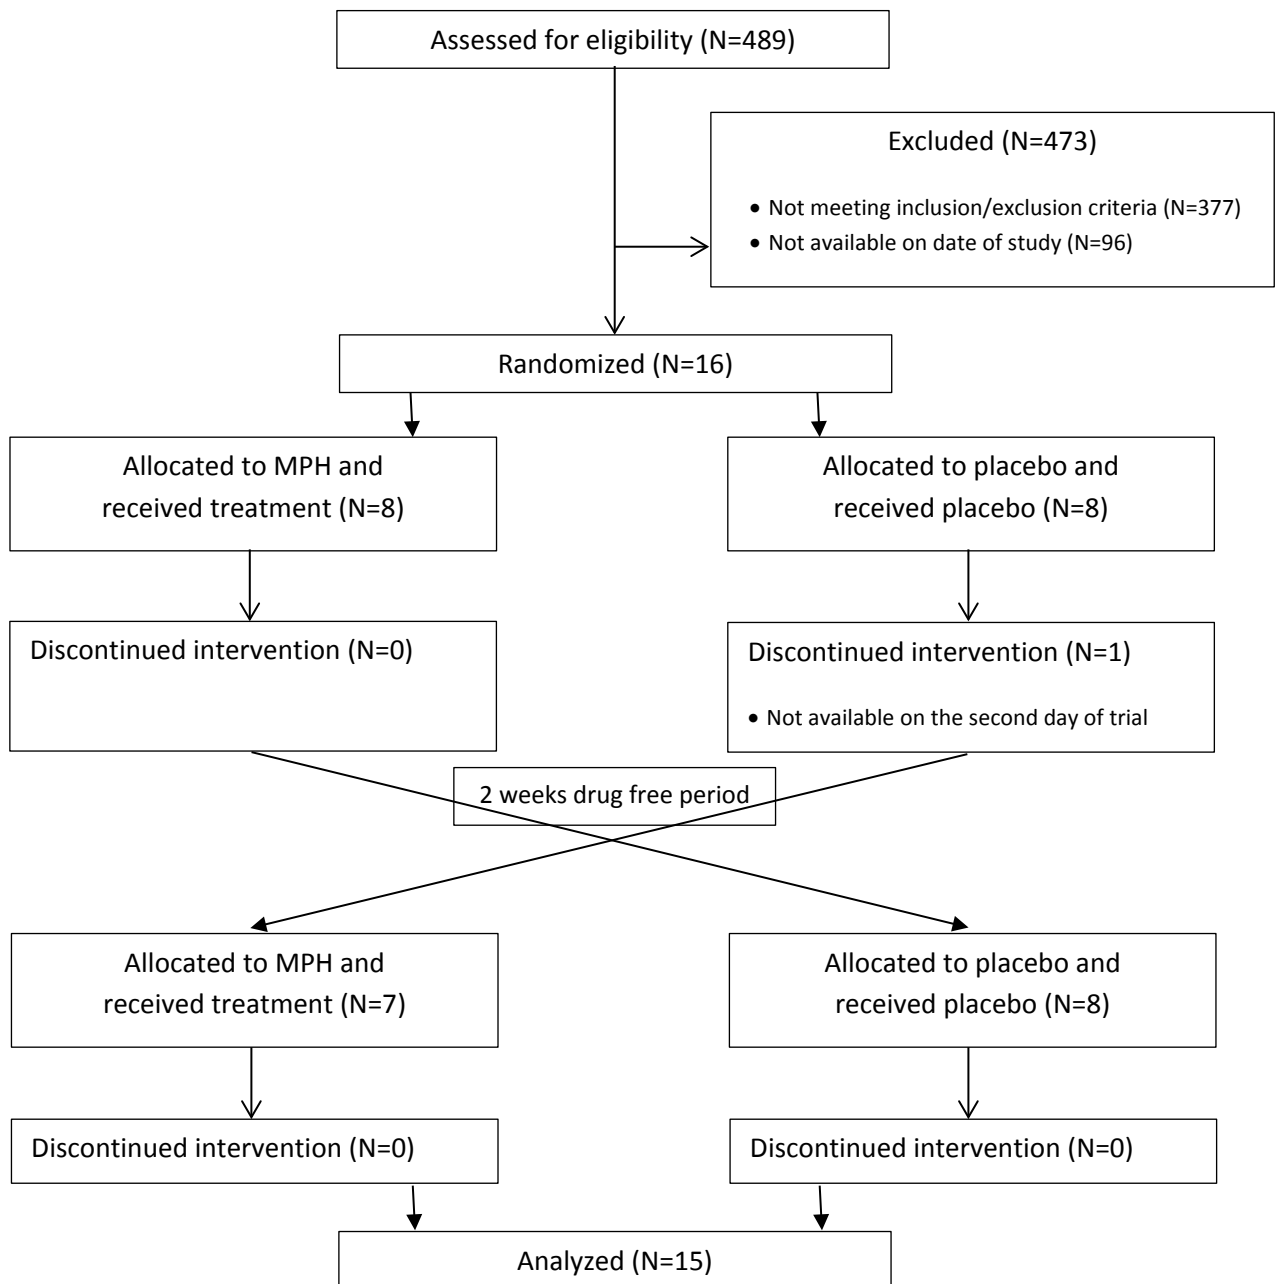 Assessed for eligibility (N=489)
Excluded (N=473)
• Not meeting inclusion/exclusion criteria (N=377)
• Not available on date of study (N=96)
Randomized (N=16)
Allocated to MPH and
received treatment (N=8)
Allocated to placebo and
received placebo (N=8)
Discontinued intervention (N=0)
Discontinued intervention (N=1)
• Not available on the second day of trial
2 weeks drug free period
Allocated to MPH and
received treatment (N=7)
Allocated to placebo and
received placebo (N=8)
Discontinued intervention (N=0)
Discontinued intervention (N=0)
Analyzed (N=15)